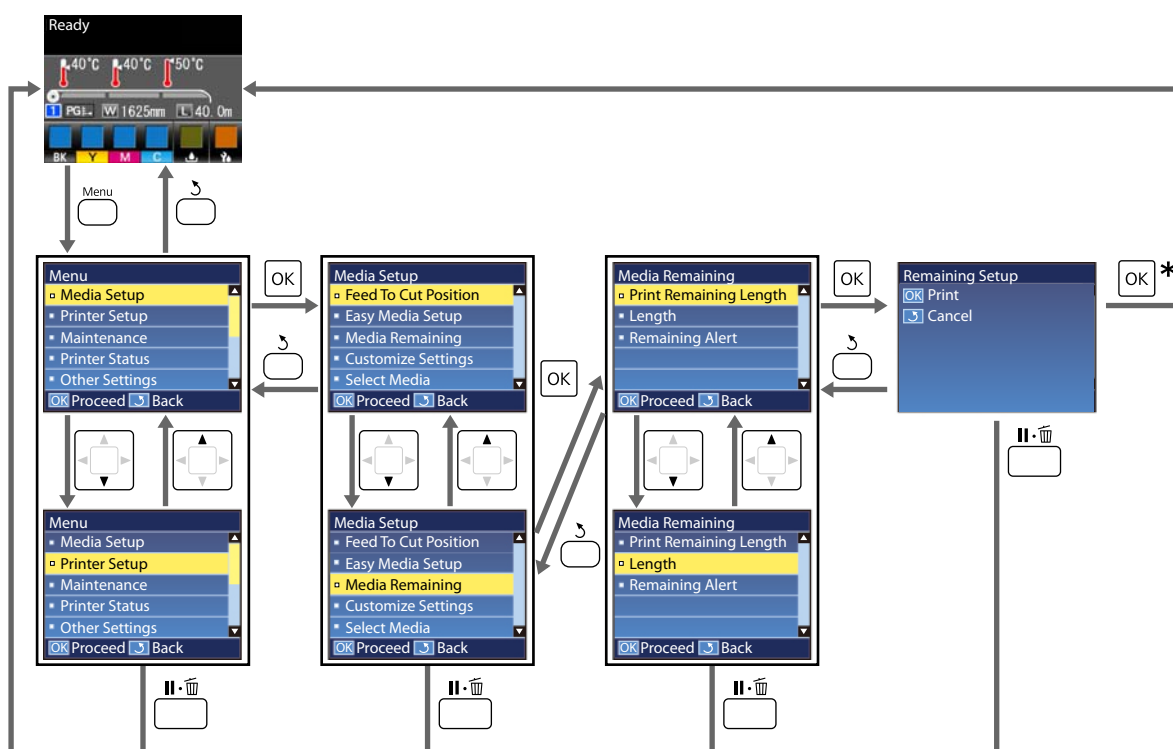 Ready
40°C 40°C 50°C
1 PG W 1625mm L 40.0m
BK Y M C
Menu
Menu
Media Setup
Printer Setup
Maintenance
Printer Status
Other Settings
OK Proceed Back
OK
Media Setup
Feed To Cut Position
Easy Media Setup
Media Remaining
Customize Settings
Select Media
OK Proceed Back
OK
Media Remaining
Print Remaining Length
Length
Remaining Alert
OK Proceed Back
OK
Remaining Setup
OK Print
Cancel
OK *
Menu
Media Setup
Printer Setup
Maintenance
Printer Status
Other Settings
OK Proceed Back
Media Setup
Feed To Cut Position
Easy Media Setup
Media Remaining
Customize Settings
Select Media
OK Proceed Back
Media Remaining
Print Remaining Length
Length
Remaining Alert
OK Proceed Back